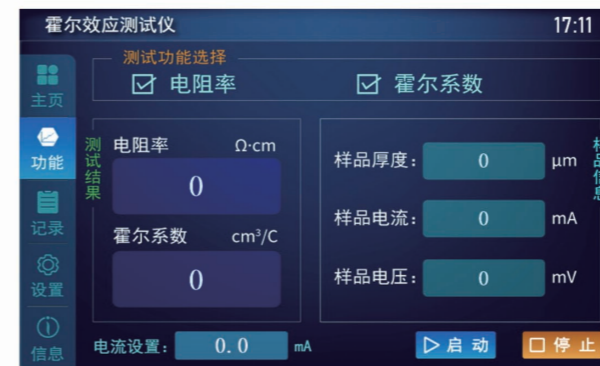 霍尔效应测试仪 17:11
测试功能选择
电阻率 霍尔系数
主页
功能
记录
设置
信息
测试结果
电阻率 Ω·cm
0
霍尔系数 cm³/C
0
样品厚度： 0 μm
样品电流： 0 mA
样品电压： 0 mV
样品信息
电流设置： 0.0 mA
启动
停止